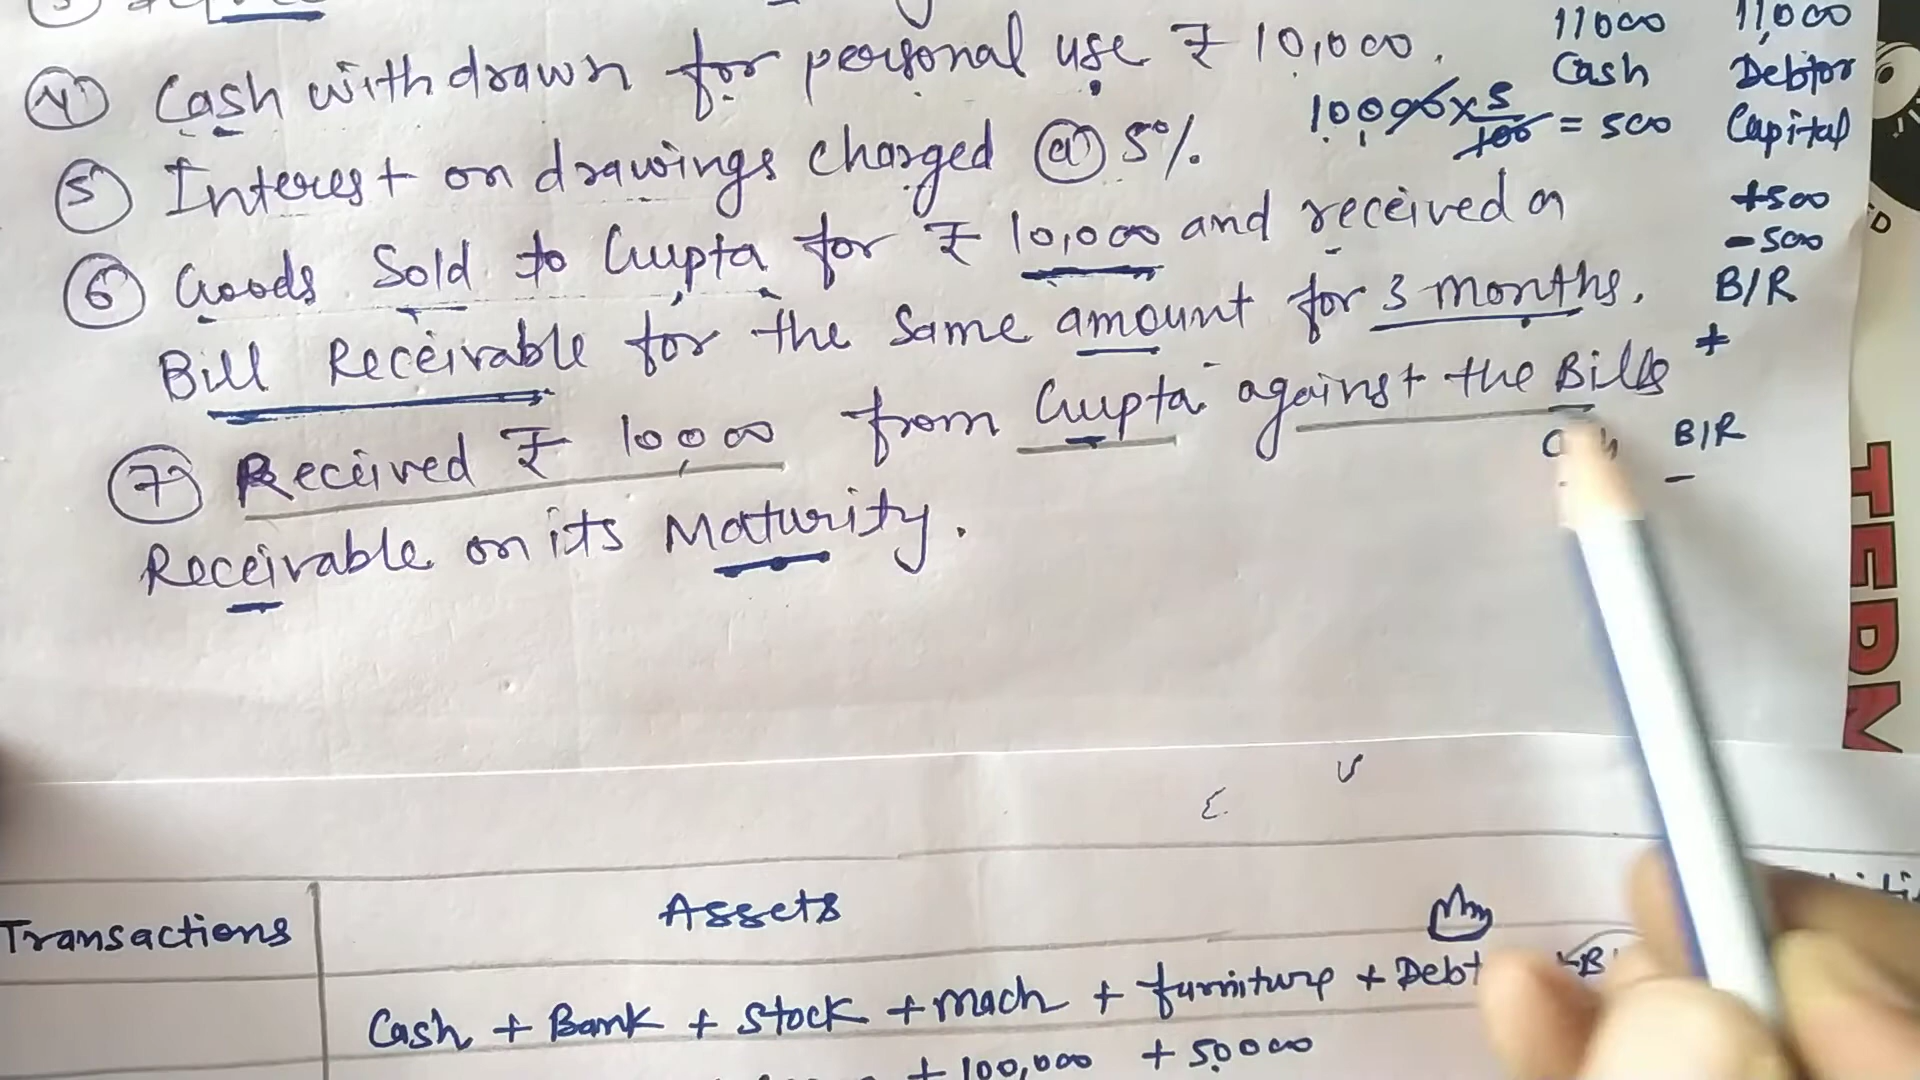 ④ Cash withdrawn for personal use ₹ 10,000.
11000 11,000
Cash Debtor
⑤ Interest on drawings charged @ 5%.
10000 x 5/100 = 500 Capital
+500
-500
⑥ Goods Sold to Gupta for ₹ 10,000 and received a
Bill Receivable for the Same amount for 3 months.
B/R
+
⑦ Received ₹ 10,000 from Gupta against the Bills
B/R
-
Receivable on its Maturity.
Transactions
Assets
Cash + Bank + Stock + Mach + furniture + Debt
+ 100,000 + 50000
TEDM